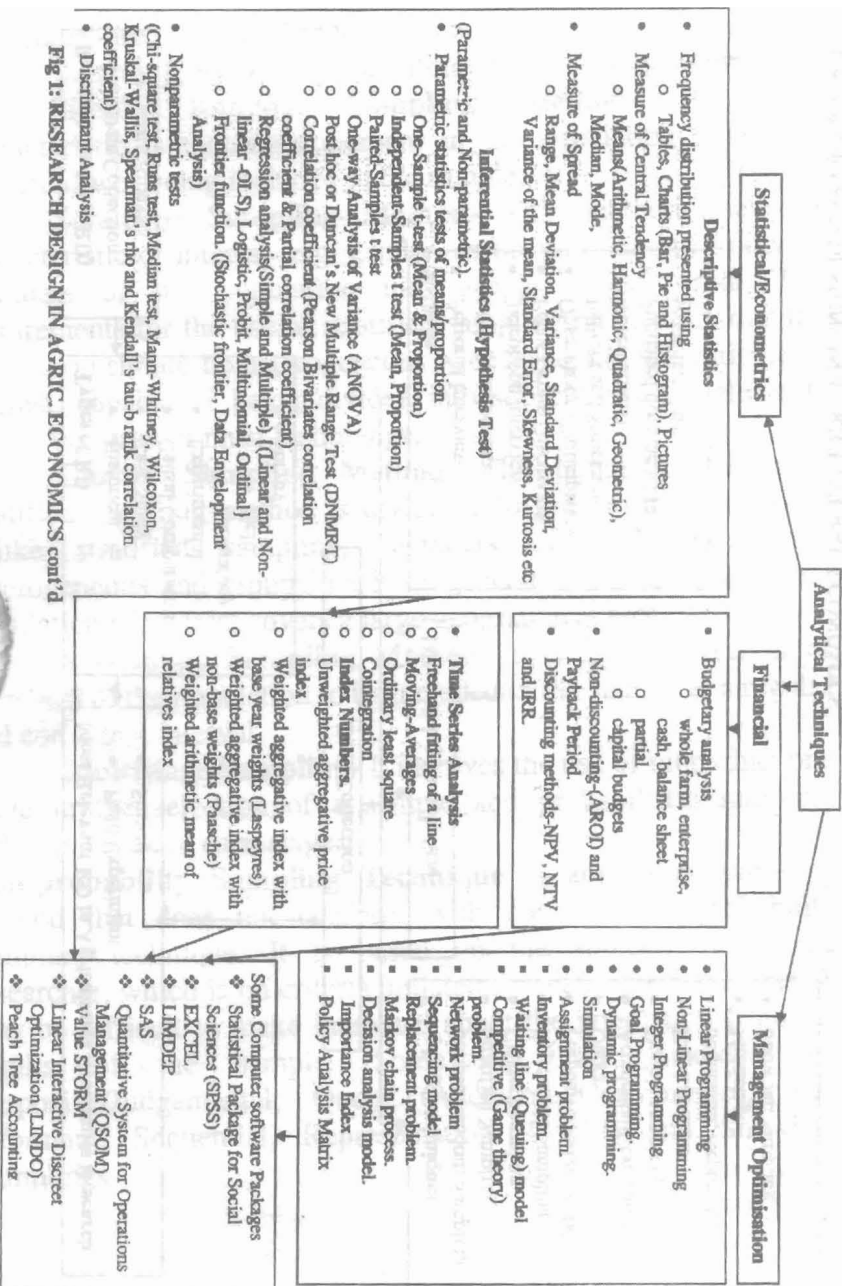 Analytical Techniques
Statistical/Econometrics
Descriptive Statistics
• Frequency distribution presented using
o Tables, Charts (Bar, Pie and Histogram), Pictures
• Measure of Central Tendency
o Means(Arithmetic, Harmonic, Quadratic, Geometric),
Median, Mode,
• Measure of Spread
o Range, Mean Deviation, Variance, Standard Deviation,
Variance of the mean, Standard Error, Skewness, Kurtosis etc
Inferential Statistics (Hypothesis Test)
(Parametric and Non-parametric)
• Parametric statistics tests of means/proportion
o One-Sample t-test (Mean & Proportion)
o Independent-Samples t test (Mean, Proportion)
o Paired-Samples t test
o Oneway-Analysis of Variance (ANOVA)
o Posthoc or Duncan's New Multiple Range Test (DNMRT)
o Correlation coefficient (Pearson Bivariate correlation
coefficient & Partial correlation coefficient)
o Regression analysis(Simple and Multiple) {(Linear and Non-
linear -OLS), Logistic, Probit, Multinomial, Ordinal}
o Frontier function. (Stochastic frontier, Data Envelopment
Analysis)
• Nonparametric tests
(Chi-square test, Runs test,Median test, Mann-Whitney, Wilcoxon,
Kruskal-Wallis, Spearman's rho and Kendall's tau-b rank correlation
coefficient)
• Discriminant Analysis
Financial
• Budgetary analysis
o whole farm, enterprise,
cash, balance sheet
o partial
o capital budgets
• Non-discounting-(AROI) and
Payback Period
• Discounting methods-NPV, NTV
and IRR.
• Time Series Analysis
o Freehand fitting of a line
o Moving-Averages
o Ordinary least square
o Cointegration
o Index Numbers
o Unweighted aggregative price
index
o Weighted aggregative index with
base year weights (Laspeyres)
o Weighted aggregative index with
non-base weights (Paasche)
o Weighted arithmetic mean of
relatives index
Management Optimisation
▪ Linear Programming
▪ Non-Linear Programming
▪ Integer Programming
▪ Goal Programing
▪ Dynamic programming.
▪ Simulation
▪ Assignment problem
▪ Inventory problem
▪ Waiting line (Queuing) model
▪ Competitive (Game theory)
problem.
▪ Network problem
▪ Sequencing model
▪ Replacement problem
▪ Markov chain process.
▪ Decision analysis model.
▪ Importance Index
▪ Policy Analysis Matrix
Some Computer software Packages
❖ Statistical Package for Social
Sciences (SPSS)
❖ EXCEL
❖ LIMDEP
❖ SAS
❖ Quantitative System for Operations
Management (QSOM)
❖ Value STORM
❖ Linear Interactive Discreet
Optimization (LINDO)
❖ Peach Tree Accounting
Fig 1: RESEARCH DESIGN IN AGRIC. ECONOMICS cont'd